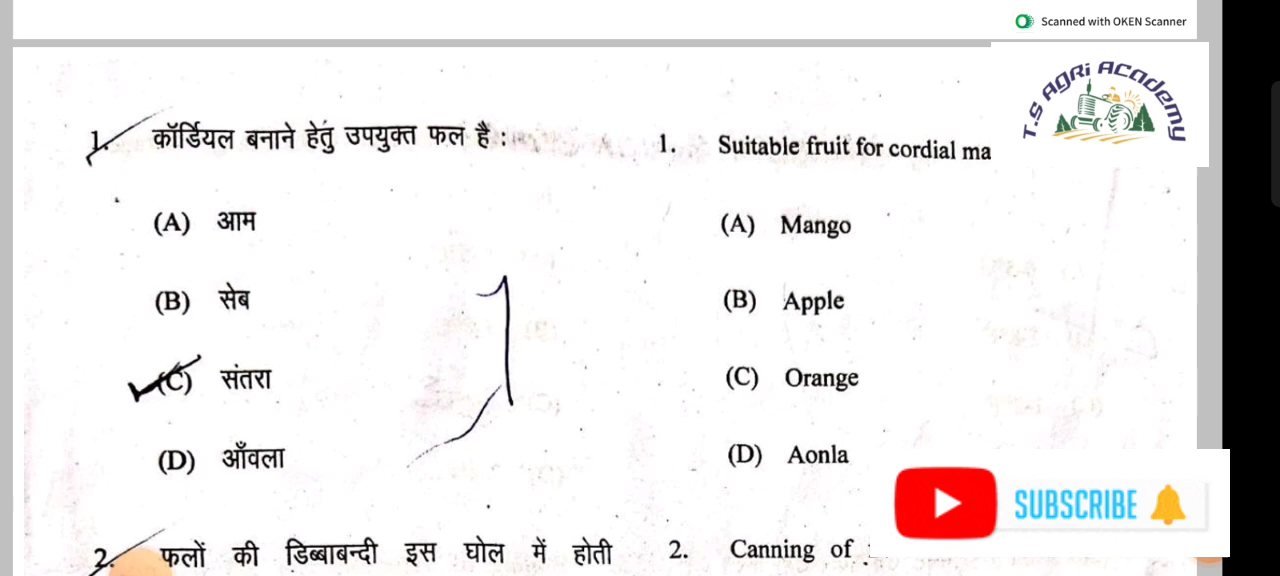 Scanned with OKEN Scanner
T.S AGRi ACademy
1. कॉर्डियल बनाने हेतु उपयुक्त फल है :
(A) आम
(B) सेब
(C) संतरा
(D) आँवला
2. फलों की डिब्बाबन्दी इस घोल में होती
1. Suitable fruit for cordial ma
(A) Mango
(B) Apple
(C) Orange
(D) Aonla
2. Canning of
SUBSCRIBE